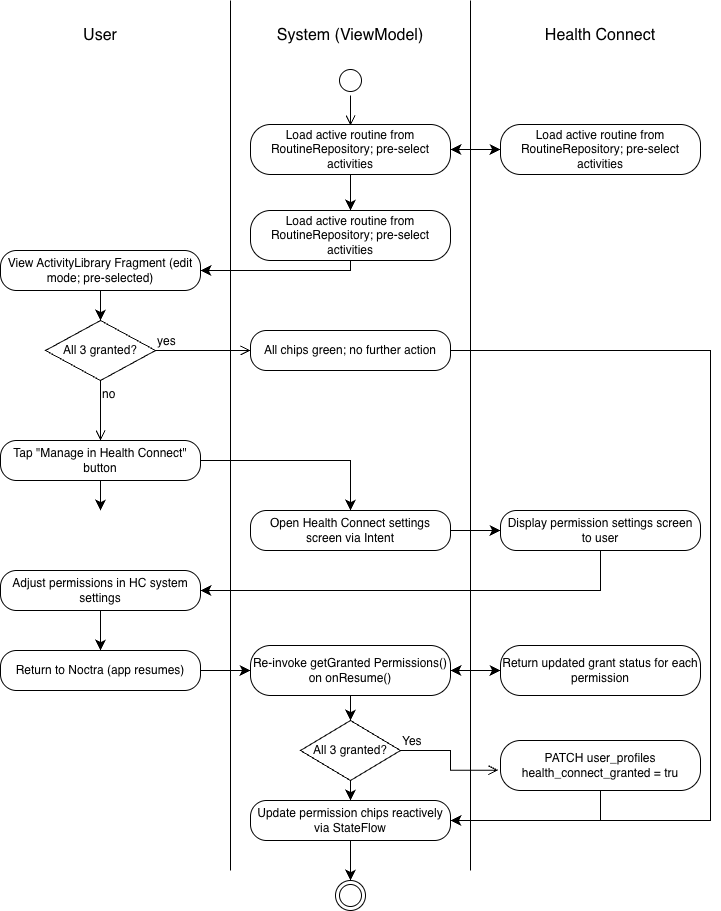 User
System (ViewModel)
Health Connect
Load active routine from
RoutineRepository; pre-select
activities
Load active routine from
RoutineRepository; pre-select
activities
Load active routine from
RoutineRepository; pre-select
activities
View ActivityLibrary Fragment (edit
mode; pre-selected)
All 3 granted?
yes
All chips green; no further action
no
Tap "Manage in Health Connect"
button
Open Health Connect settings
screen via Intent
Display permission settings screen
to user
Adjust permissions in HC system
settings
Return to Noctra (app resumes)
Re-invoke getGranted Permissions()
on onResume()
Return updated grant status for each
permission
All 3 granted?
Yes
PATCH user_profiles
health_connect_granted = tru
Update permission chips reactively
via StateFlow